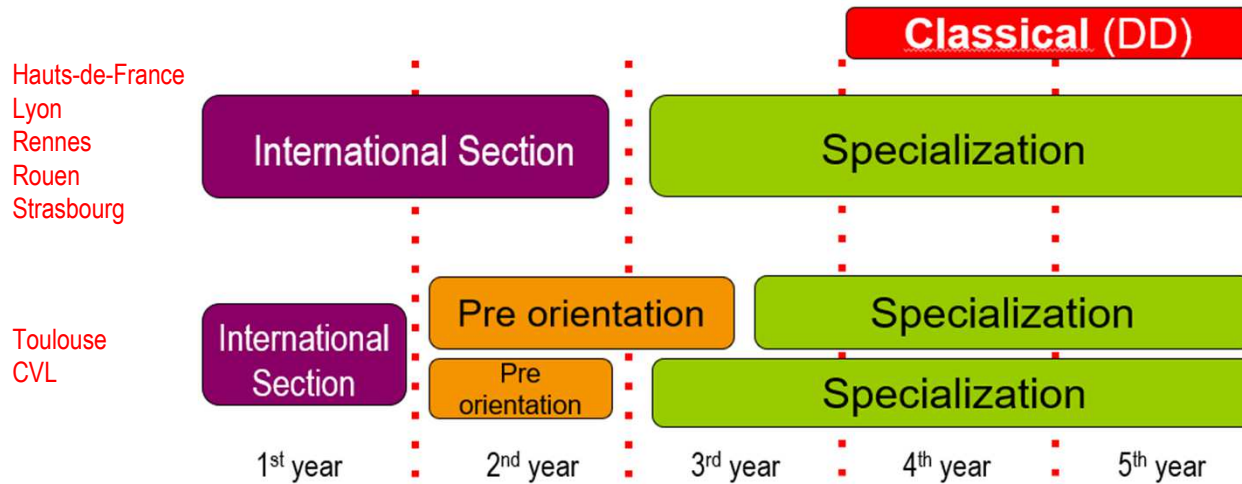 Classical (DD)
Hauts-de-France
Lyon
Rennes
Rouen
Strasbourg
International Section
Specialization
Toulouse
CVL
International
Section
Pre orientation
Specialization
Pre
orientation
Specialization
1st year
2nd year
3rd year
4th year
5th year